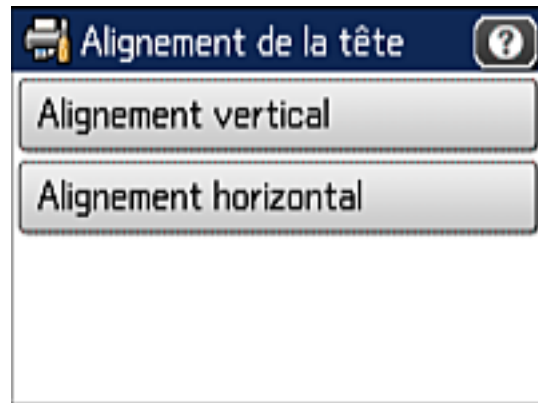 Alignement de la tête ?
Alignement vertical
Alignement horizontal